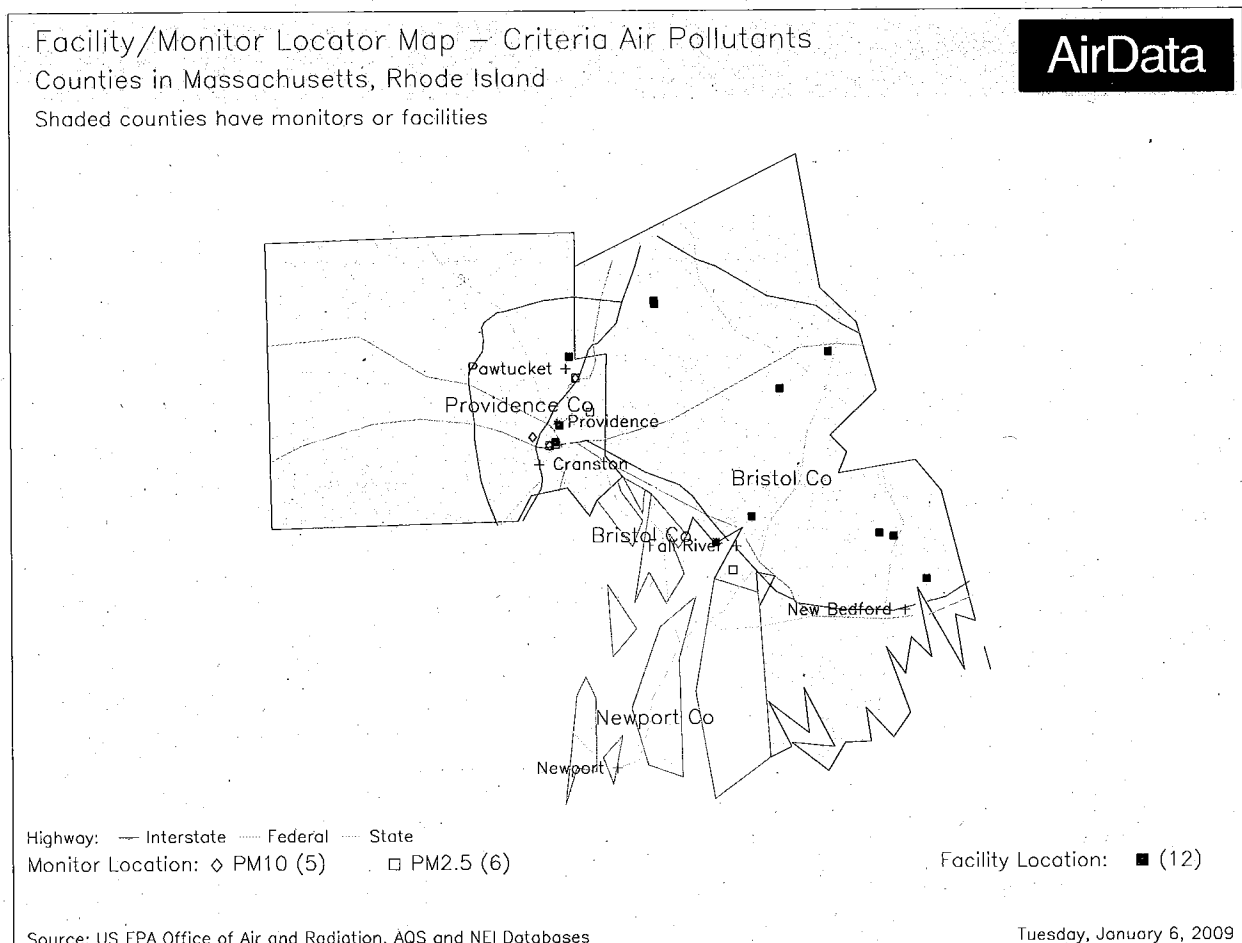 Facility/Monitor Locator Map – Criteria Air Pollutants
AirData
Counties in Massachusetts, Rhode Island
Shaded counties have monitors or facilities
Pawtucket
Providence Co
Providence
Cranston
Bristol Co
Bristol Co
Fall River
New Bedford
Newport Co
Newport
Highway: Interstate Federal State
Monitor Location: PM10 (5) PM2.5 (6)
Facility Location: (12)
Source: US EPA Office of Air and Radiation, AQS and NEI Databases
Tuesday, January 6, 2009